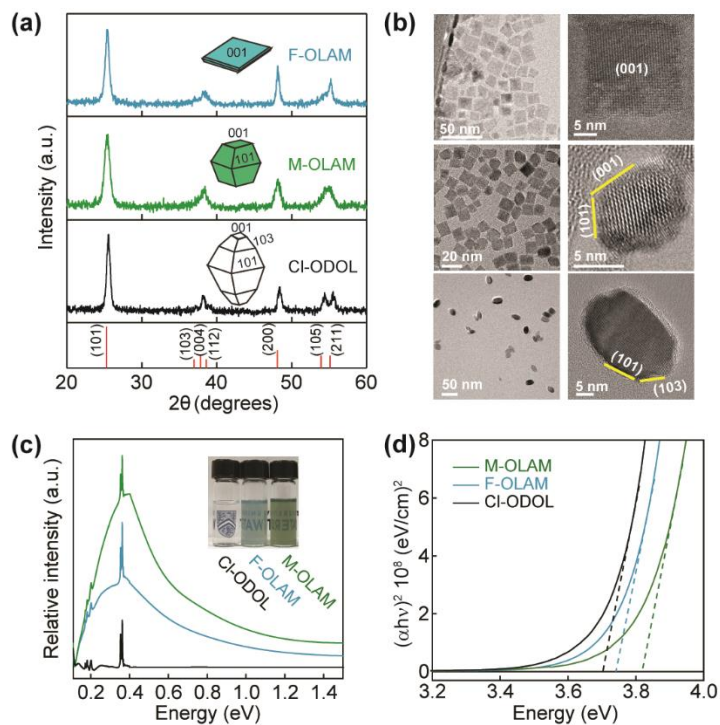 (a)
F-OLAM
001
M-OLAM
001
101
Cl-ODOL
001
103
101
Intensity (a.u.)
(101)
(103)
(004)
(112)
(200)
(105)
(211)
20 30 40 50 60
2θ (degrees)
(b)
50 nm
(001)
5 nm
20 nm
(001)
(101)
5 nm
50 nm
(101)
(103)
5 nm
(c)
Relative intensity (a.u.)
Cl-ODOL
F-OLAM
M-OLAM
0.2 0.4 0.6 0.8 1.0 1.2 1.4
Energy (eV)
(d)
(αhν)² 10⁸ (eV/cm)²
8
6
4
2
0
M-OLAM
F-OLAM
Cl-ODOL
3.2 3.4 3.6 3.8 4.0
Energy (eV)